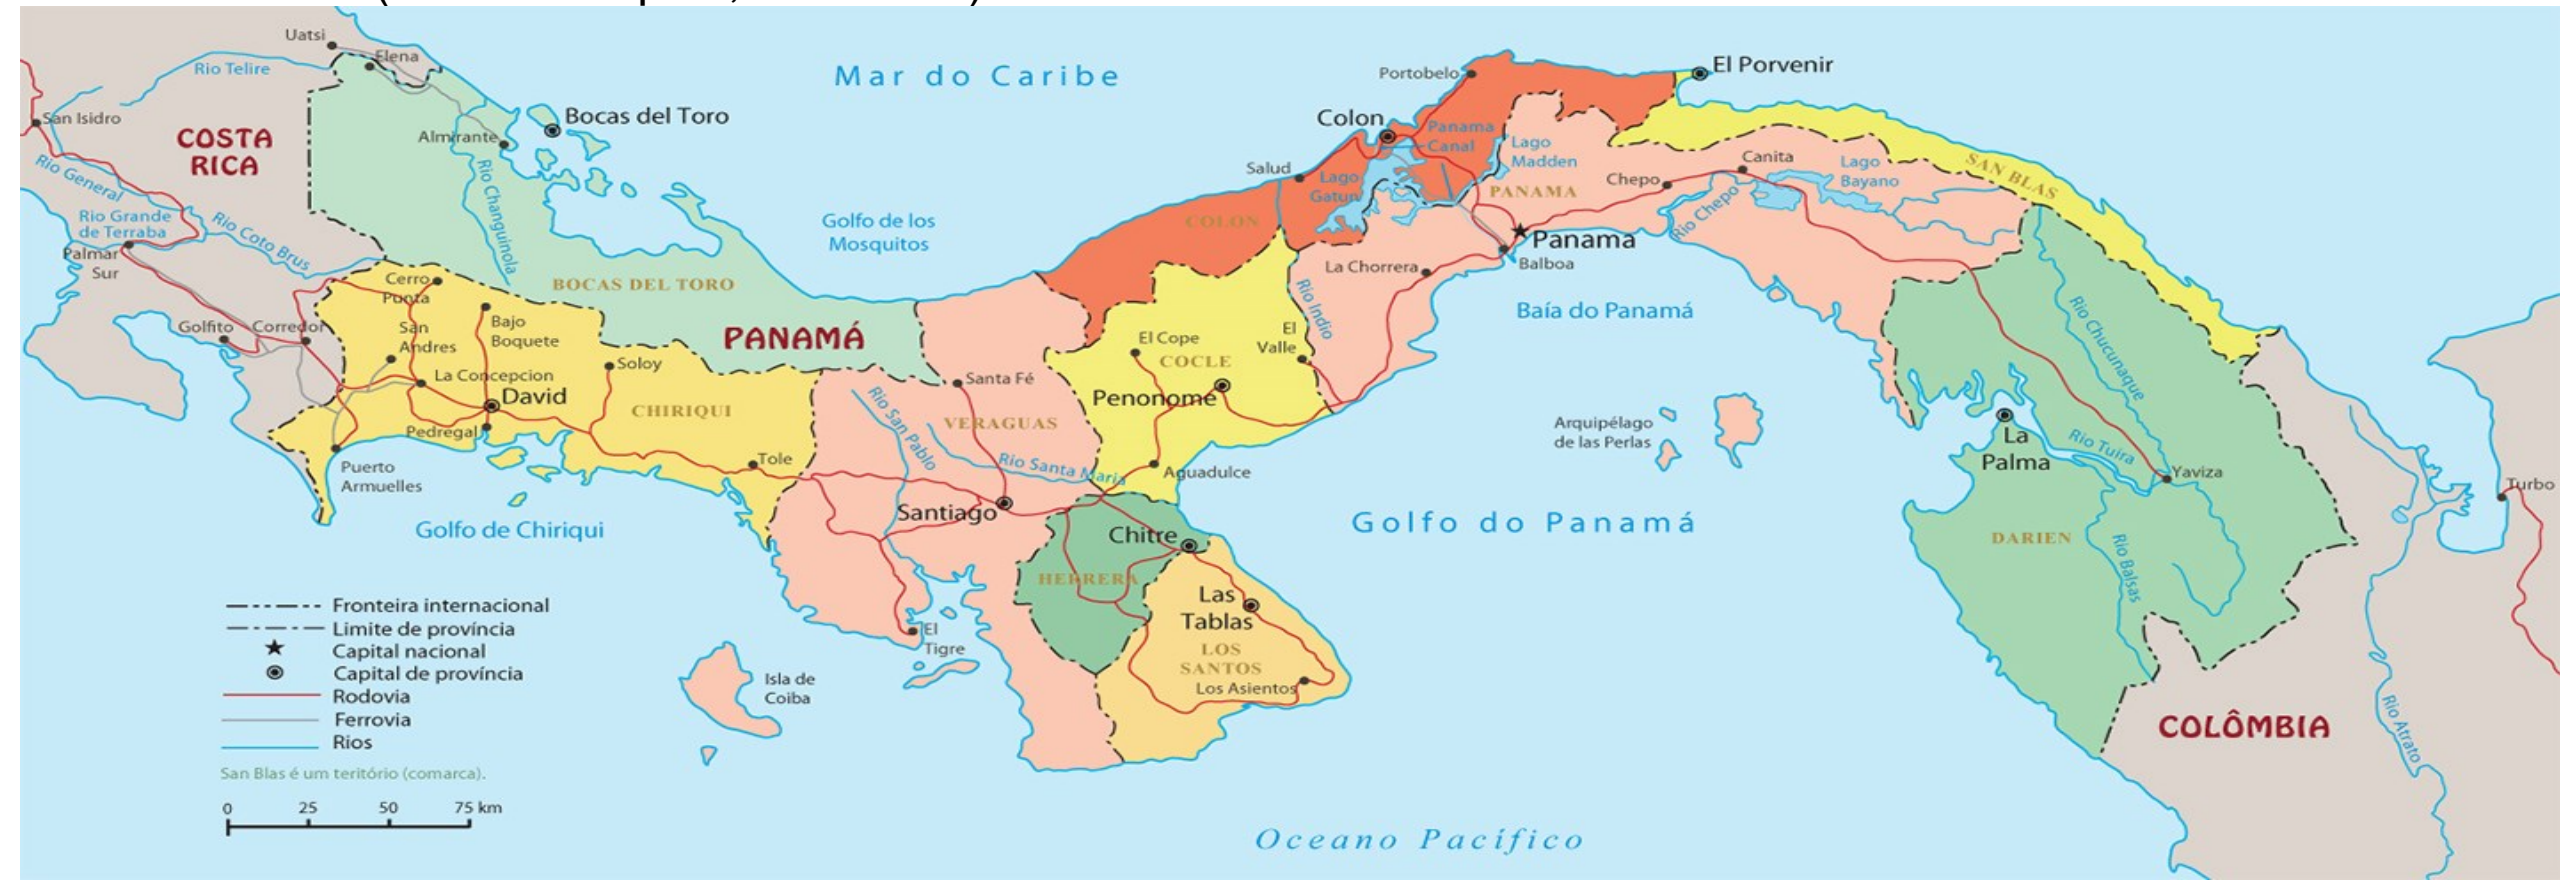 Uatsi
Elena
Rio Telire
San Isidro
COSTA
RICA
Rio General
Rio Grande
de Terraba
Rio Coto Brus
Palmar
Sur
Golfito
Corredor
Mar do Caribe
Bocas del Toro
Almirante
Rio Changuinola
BOCAS DEL TORO
Golfo de los
Mosquitos
PANAMÁ
Cerro
Punta
San
Andres
Bajo
Boquete
La Concepcion
David
Pedregal
Soloy
CHIRIQUI
Tole
Puerto
Armuelles
Golfo de Chiriqui
Santa Fé
VERAGUAS
Rio San Pablo
Rio Santa Maria
Santiago
El
Tigre
Isla de
Coiba
Portobelo
Colon
Salud
Panama
Canal
Lago
Gatun
Lago
Madden
COLON
PANAMA
El Porvenir
SAN BLAS
Canita
Chepo
Lago
Bayano
Rio Chepo
Panama
Balboa
La Chorrera
Rio Indio
El Cope
El
Valle
COCLE
Penonome
Aguadulce
Baía do Panamá
Arquipélago
de las Perlas
Golfo do Panamá
Chitre
HERRERA
Las
Tablas
LOS
SANTOS
Los Asientos
La
Palma
Rio Chucunaque
Rio Tuira
Yaviza
DARIEN
Rio Balsas
Turbo
COLÔMBIA
Rio Atrato
Oceano Pacífico
Fronteira internacional
Limite de província
Capital nacional
Capital de província
Rodovia
Ferrovia
Rios
San Blas é um teritório (comarca).
0 25 50 75 km